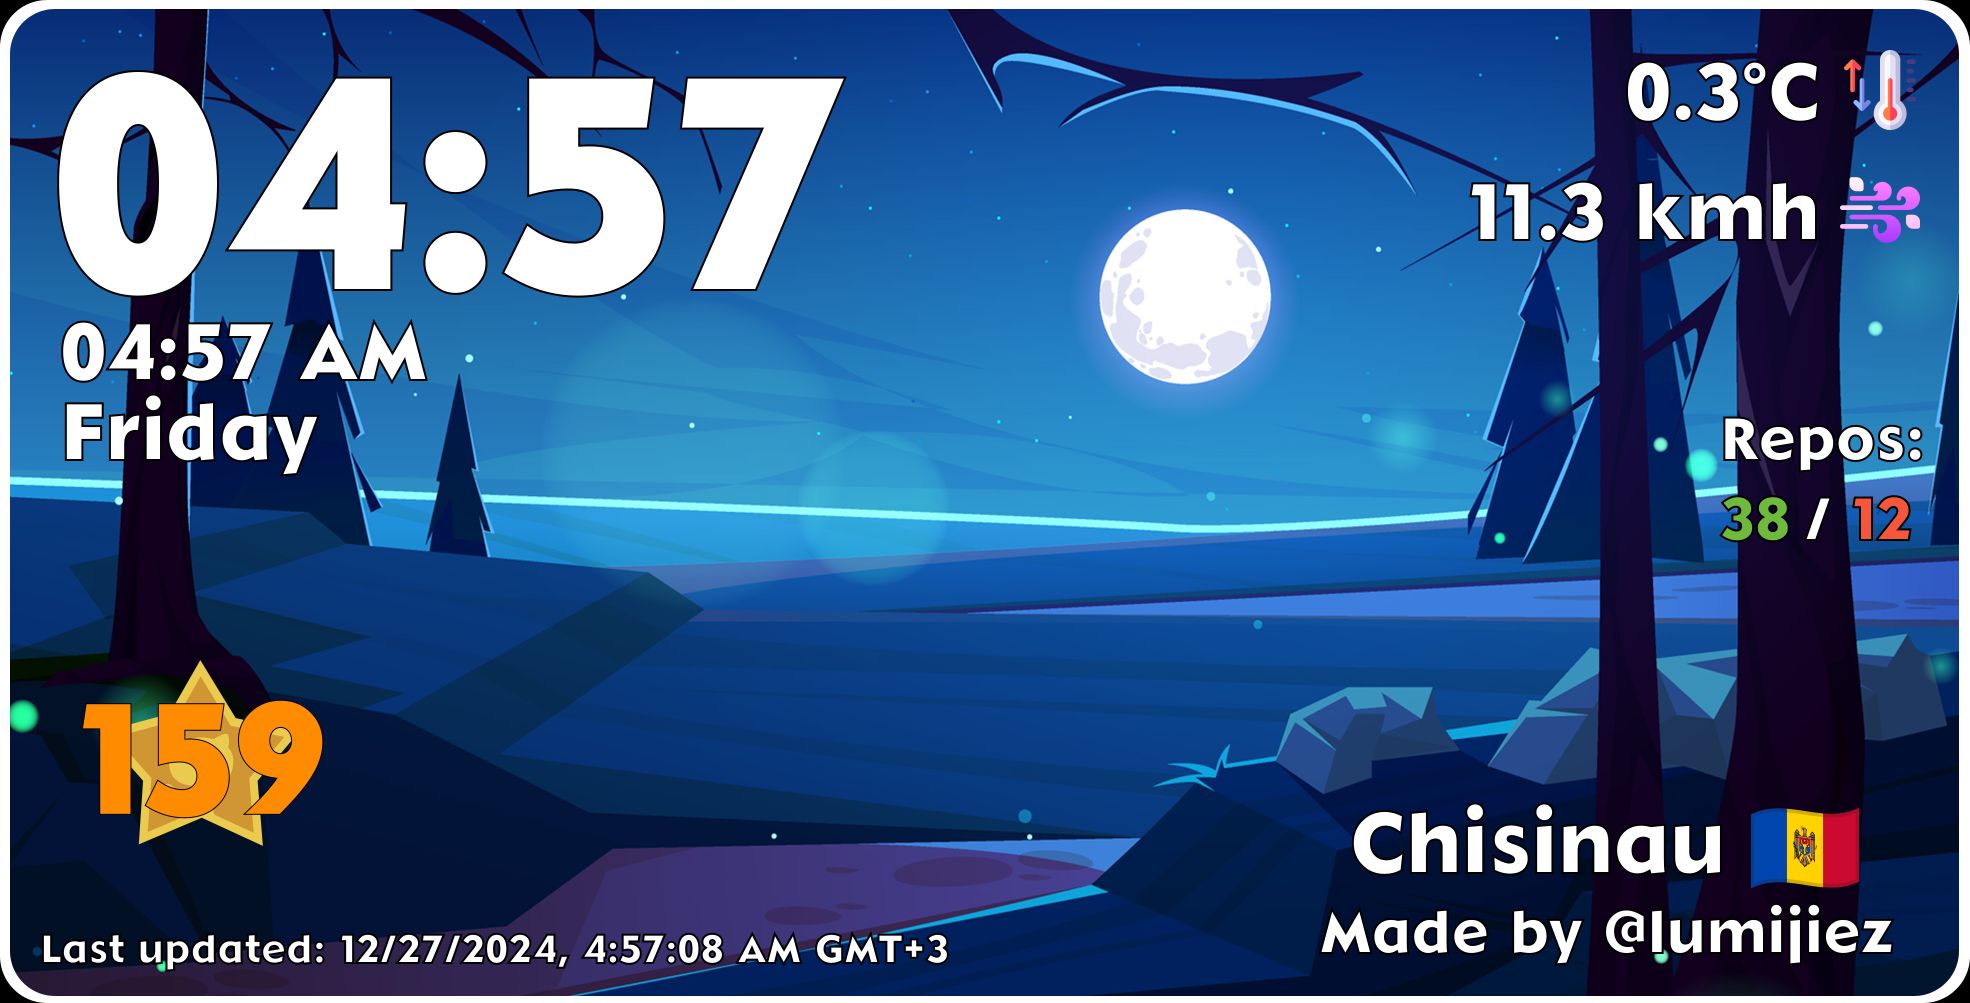 04:57
04:57 AM
Friday
0.3°C
11.3 kmh
Repos:
38 / 12
159
Chisinau
Made by @lumijiez
Last updated: 12/27/2024, 4:57:08 AM GMT+3